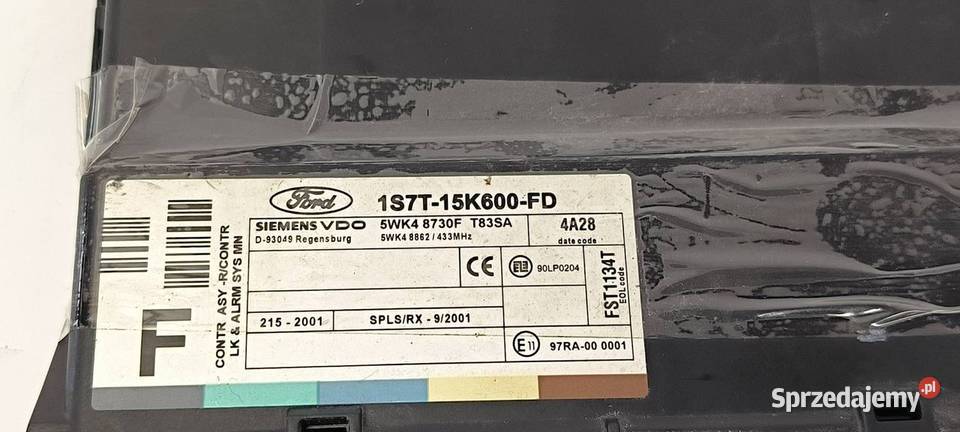 Ford
1S7T-15K600-FD
SIEMENS VDO
5WK4 8730F T83SA
4A28
D-93049 Regensburg
5WK4 8862 / 433MHz
date code
CE
90LP0204
FST1134T
EOL code
215 - 2001
SPLS/RX - 9/2001
E11
97RA-00 0001
CONTR ASY -R/CONTR
LK & ALRM SYS MN
F
Sprzedajemy.pl